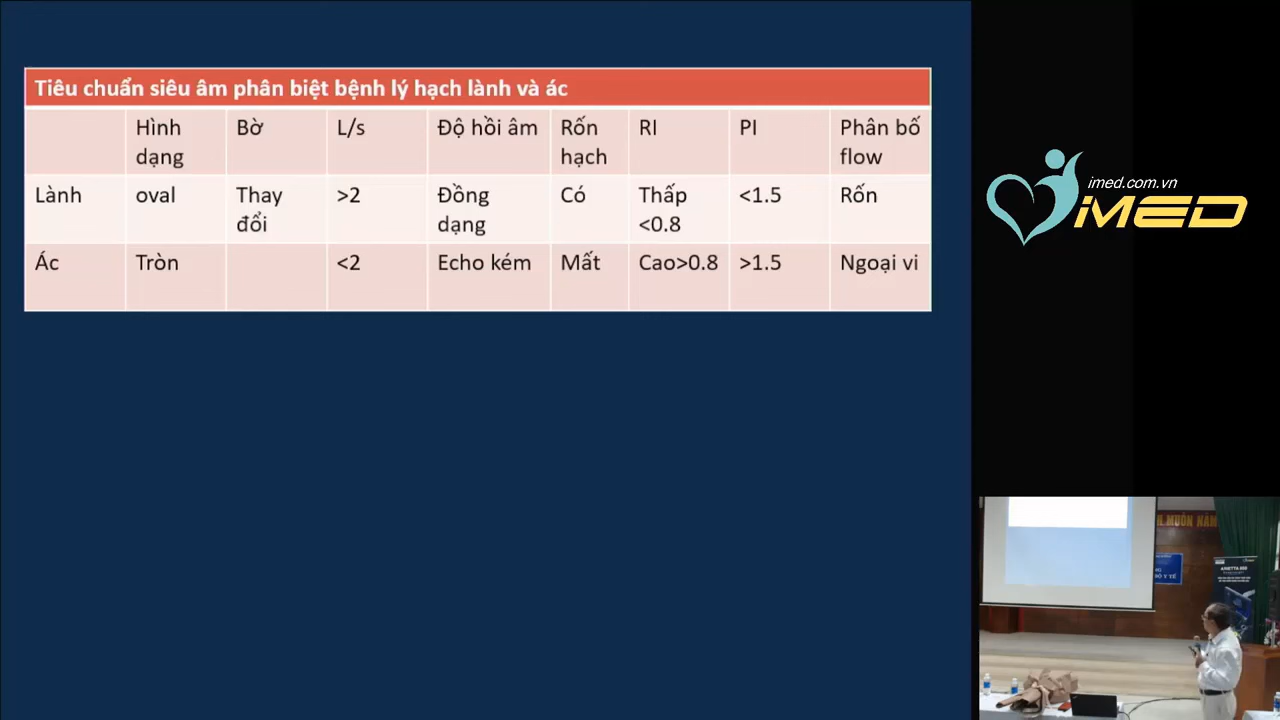 Tiêu chuẩn siêu âm phân biệt bệnh lý hạch lành và ác
Hình dạng
Bờ
L/s
Độ hồi âm
Rốn hạch
RI
PI
Phân bố flow
Lành
oval
Thay đổi
>2
Đồng dạng
Có
Thấp <0.8
<1.5
Rốn
Ác
Tròn
<2
Echo kém
Mất
Cao>0.8
>1.5
Ngoại vi
imed.com.vn
iMED
MUÔN NĂM